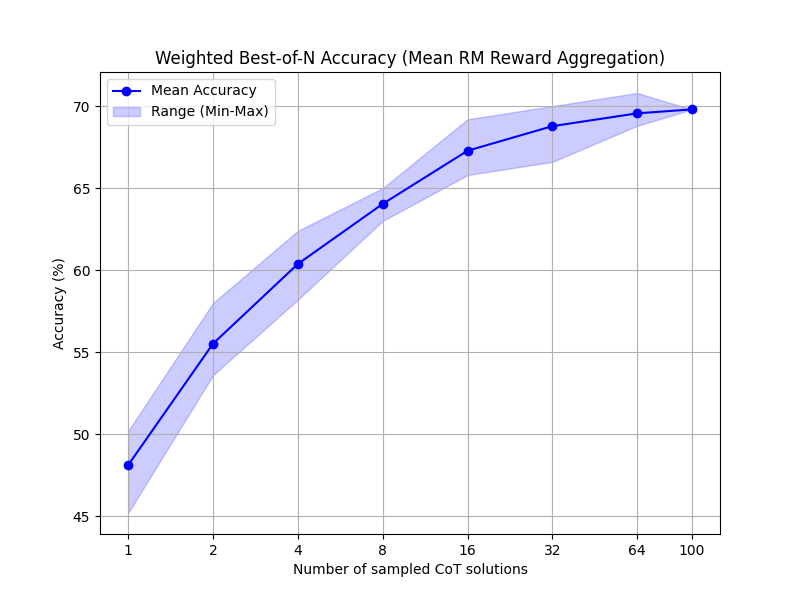 Weighted Best-of-N Accuracy (Mean RM Reward Aggregation)
Mean Accuracy
Range (Min-Max)
70
65
60
55
50
45
Accuracy (%)
1 2 4 8 16 32 64 100
Number of sampled CoT solutions